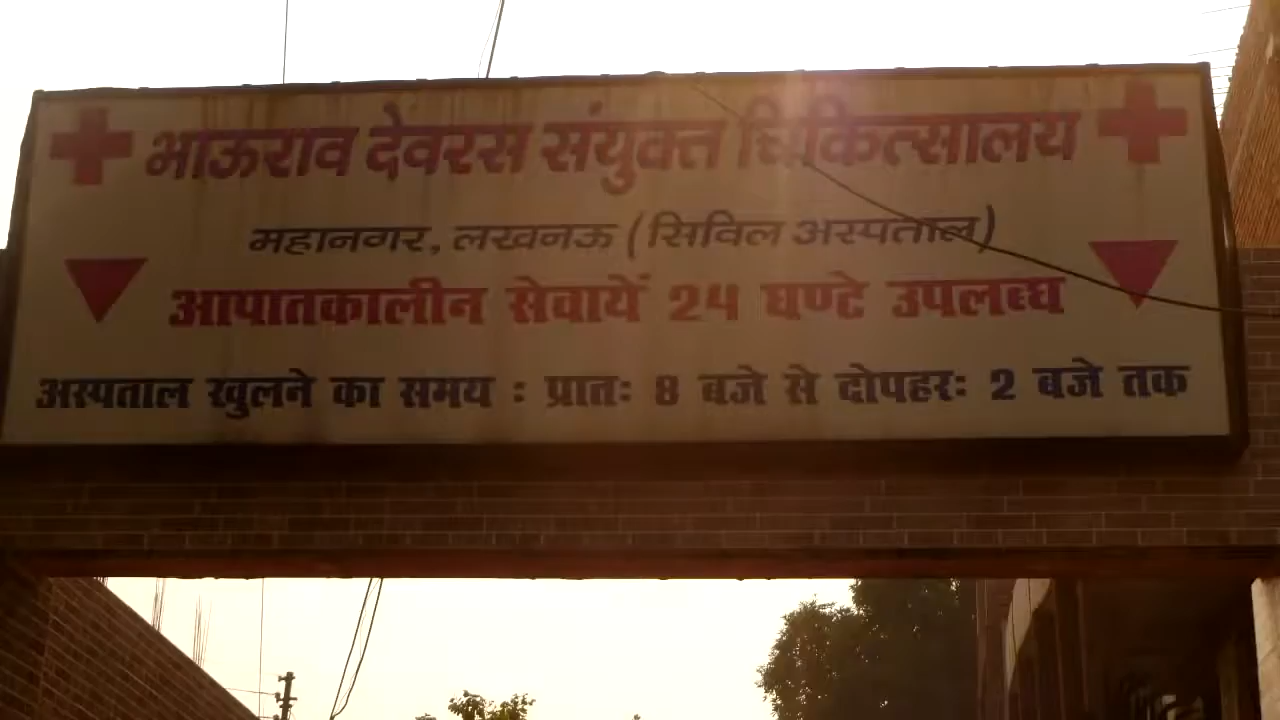 भाऊराव देवरस संयुक्त चिकित्सालय
महानगर, लखनऊ (सिविल अस्पताल)
आपातकालीन सेवायें 24 घण्टे उपलब्ध
अस्पताल खुलने का समय : प्रातः 8 बजे से दोपहरः 2 बजे तक